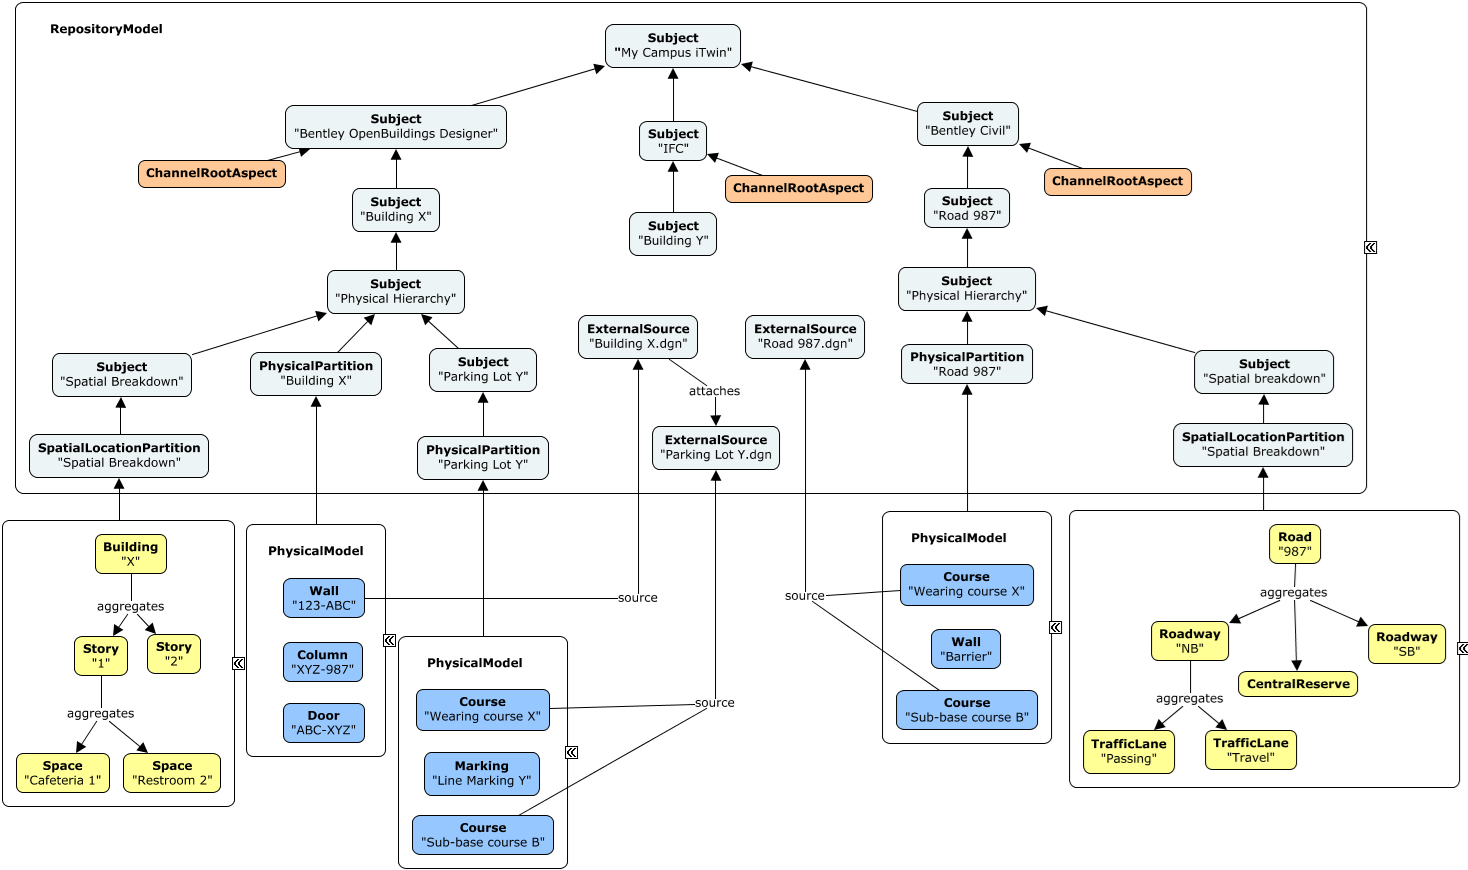 RepositoryModel
Subject
"My Campus iTwin"
Subject
"Bentley OpenBuildings Designer"
Subject
"IFC"
Subject
"Bentley Civil"
ChannelRootAspect
ChannelRootAspect
ChannelRootAspect
Subject
"Building X"
Subject
"Building Y"
Subject
"Road 987"
Subject
"Physical Hierarchy"
Subject
"Physical Hierarchy"
ExternalSource
"Building X.dgn"
ExternalSource
"Road 987.dgn"
Subject
"Spatial Breakdown"
PhysicalPartition
"Building X"
Subject
"Parking Lot Y"
PhysicalPartition
"Road 987"
Subject
"Spatial breakdown"
attaches
SpatialLocationPartition
"Spatial Breakdown"
PhysicalPartition
"Parking Lot Y"
ExternalSource
"Parking Lot Y.dgn
SpatialLocationPartition
"Spatial Breakdown"
Building
"X"
aggregates
Story
"1"
Story
"2"
aggregates
Space
"Cafeteria 1"
Space
"Restroom 2"
PhysicalModel
Wall
"123-ABC"
Column
"XYZ-987"
Door
"ABC-XYZ"
source
PhysicalModel
Course
"Wearing course X"
Marking
"Line Marking Y"
Course
"Sub-base course B"
source
source
PhysicalModel
Course
"Wearing course X"
Wall
"Barrier"
Course
"Sub-base course B"
Road
"987"
aggregates
Roadway
"NB"
Roadway
"SB"
CentralReserve
aggregates
TrafficLane
"Passing"
TrafficLane
"Travel"